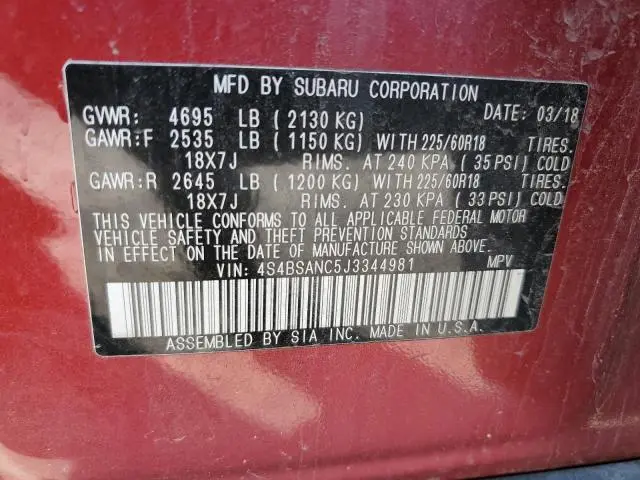 MFD BY SUBARU CORPORATION
GVWR: 4695 LB (2130 KG) DATE: 03/18
GAWR:F 2535 LB (1150 KG) WITH 225/60R18 TIRES.
18X7J RIMS. AT 240 KPA (35 PSI) COLD
GAWR:R 2645 LB (1200 KG) WITH 225/60R18 TIRES.
18X7J RIMS. AT 230 KPA (33 PSI) COLD
THIS VEHICLE CONFORMS TO ALL APPLICABLE FEDERAL MOTOR
VEHICLE SAFETY AND THEFT PREVENTION STANDARDS
IN EFFECT ON THE DATE OF MANUFACTURE SHOWN ABOVE.
VIN: 4S4BSANC5J3344981 MPV
ASSEMBLED BY SIA INC. MADE IN U.S.A.